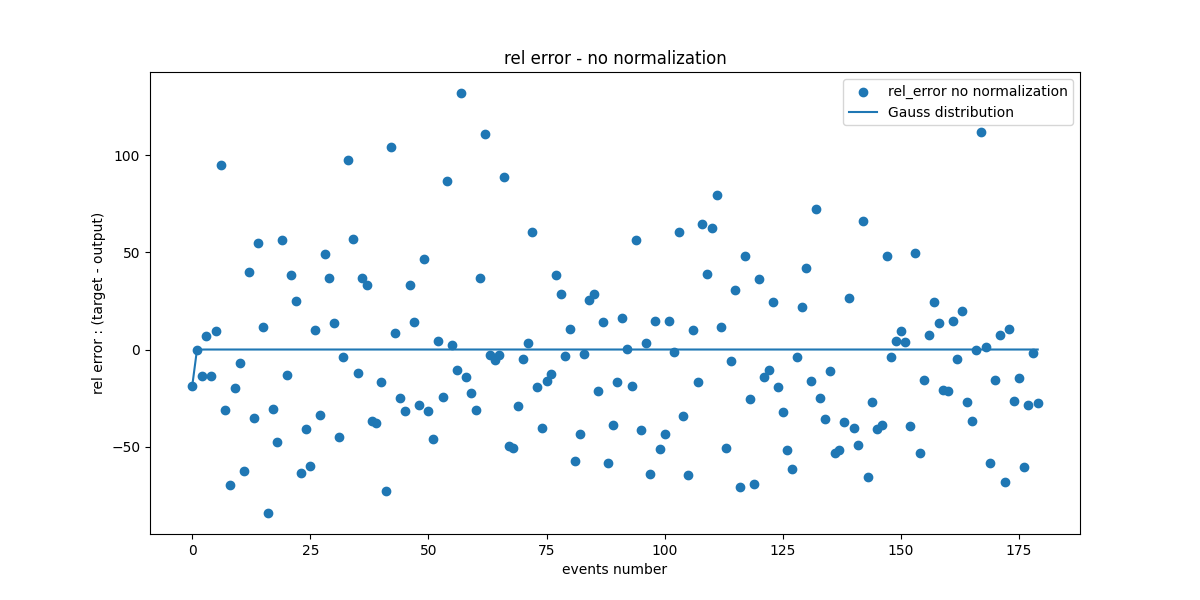 rel error - no normalization
rel_error no normalization
Gauss distribution
rel error : (target - output)
100
50
0
−50
0
25
50
75
100
125
150
175
events number